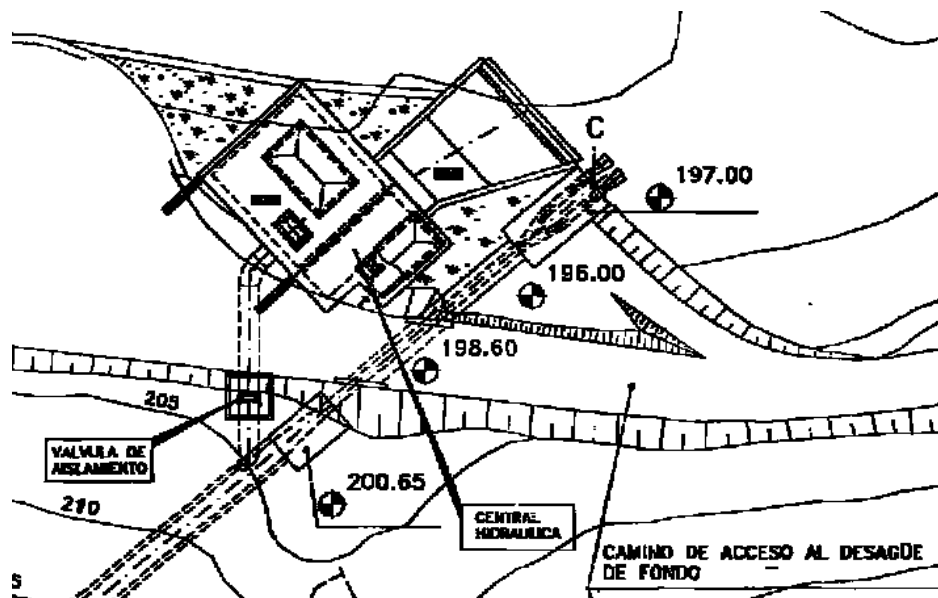 C
197.00
196.00
198.60
205
VALVULA DE
AISLAMIENTO
200.65
210
CENTRAL
HIDRAULICA
CAMINO DE ACCESO AL DESAGÜE
DE FONDO
S